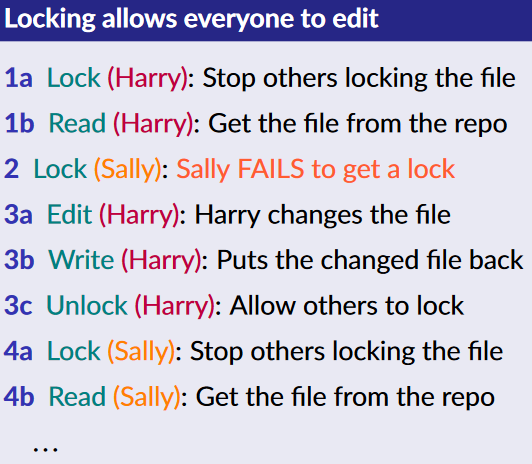 Locking allows everyone to edit
1a Lock (Harry): Stop others locking the file
1b Read (Harry): Get the file from the repo
2 Lock (Sally): Sally FAILS to get a lock
3a Edit (Harry): Harry changes the file
3b Write (Harry): Puts the changed file back
3c Unlock (Harry): Allow others to lock
4a Lock (Sally): Stop others locking the file
4b Read (Sally): Get the file from the repo
...